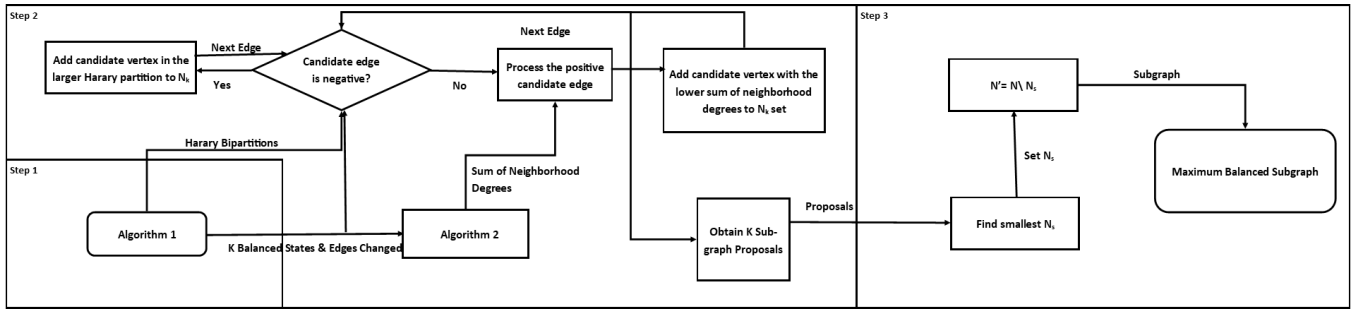 Step 2
Add candidate vertex in the
larger Harary partition to Nₖ
Next Edge
Yes
Candidate edge
is negative?
No
Next Edge
Process the positive
candidate edge
Add candidate vertex with the
lower sum of neighborhood
degrees to Nₖ set
Harary Bipartitions
Step 1
Algorithm 1
K Balanced States & Edges Changed
Algorithm 2
Sum of Neighborhood
Degrees
Obtain K Sub-
graph Proposals
Proposals
Step 3
N'= N\ Nₛ
Subgraph
Set Nₛ
Find smallest Nₛ
Maximum Balanced Subgraph